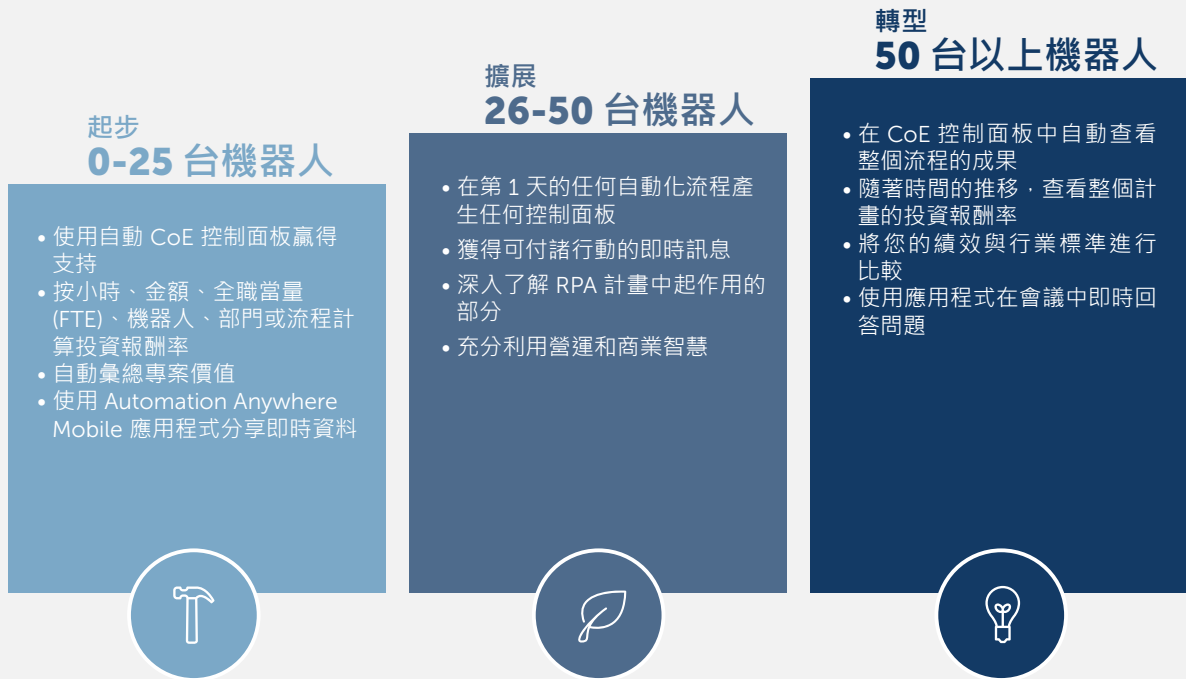 起步
0-25 台機器人
• 使用自動 CoE 控制面板贏得
支持
• 按小時、金額、全職當量
(FTE)、機器人、部門或流程計
算投資報酬率
• 自動彙總專案價值
• 使用 Automation Anywhere
Mobile 應用程式分享即時資料
擴展
26-50 台機器人
• 在第 1 天的任何自動化流程產
生任何控制面板
• 獲得可付諸行動的即時訊息
• 深入了解 RPA 計畫中起作用的
部分
• 充分利用營運和商業智慧
轉型
50 台以上機器人
• 在 CoE 控制面板中自動查看
整個流程的成果
• 隨著時間的推移，查看整個計
畫的投資報酬率
• 將您的績效與行業標準進行
比較
• 使用應用程式在會議中即時回
答問題